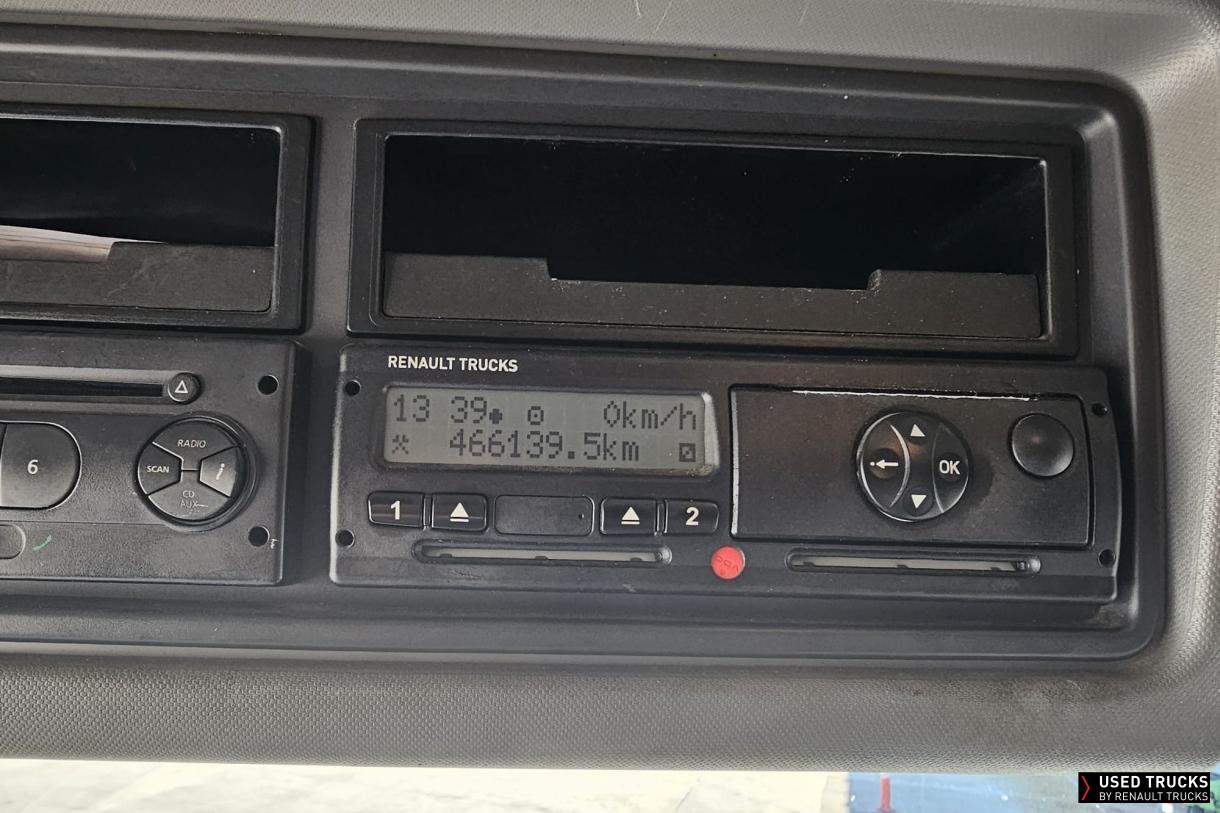 RENAULT TRUCKS
13 39 0km/h
466139.5km
1 2
OK
RADIO
SCAN i
CD
AUX
6
USED TRUCKS
BY RENAULT TRUCKS